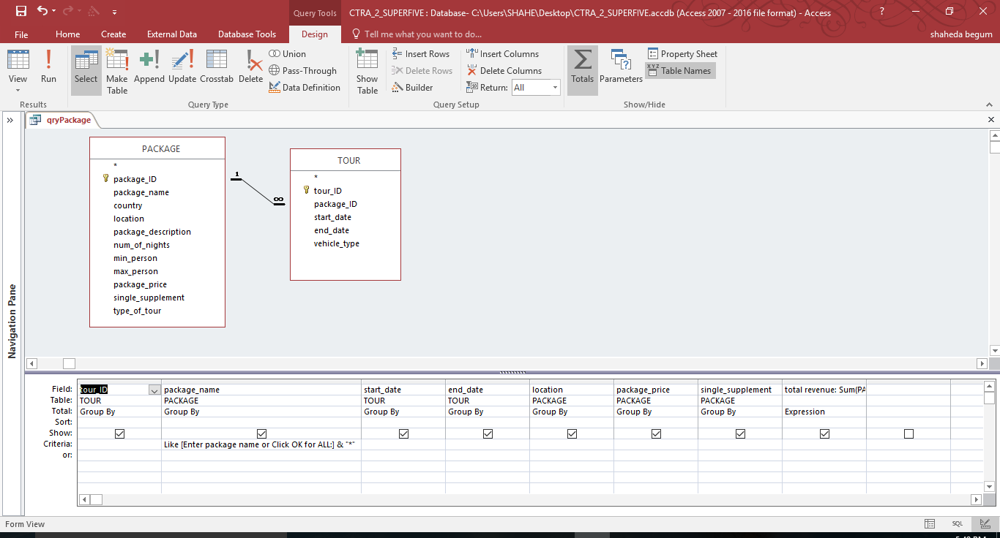 Query Tools
CTRA_2_SUPERFIVE : Database- C:\Users\SHAHE\Desktop\CTRA_2_SUPERFIVE.accdb (Access 2007 - 2016 file format) - Access
?
File Home Create External Data Database Tools Design Tell me what you want to do... shaheda begum
View Run
Select Make Table Append Update Crosstab Delete
Union
Pass-Through
Data Definition
Show Table
Insert Rows
Delete Rows
Builder
Insert Columns
Delete Columns
Return: All
Totals Parameters
Property Sheet
XYZ Table Names
Results Query Type Query Setup Show/Hide
» qryPackage
Navigation Pane
PACKAGE
*
package_ID
package_name
country
location
package_description
num_of_nights
min_person
max_person
package_price
single_supplement
type_of_tour
1
∞
TOUR
*
tour_ID
package_ID
start_date
end_date
vehicle_type
Field: tour_ID package_name start_date end_date location package_price single_supplement total revenue: Sum(PA
Table: TOUR PACKAGE TOUR TOUR PACKAGE PACKAGE PACKAGE
Total: Group By Group By Group By Group By Group By Group By Group By Expression
Sort:
Show:
Criteria: Like [Enter package name or Click OK for ALL:] & "*"
or:
Form View SQL